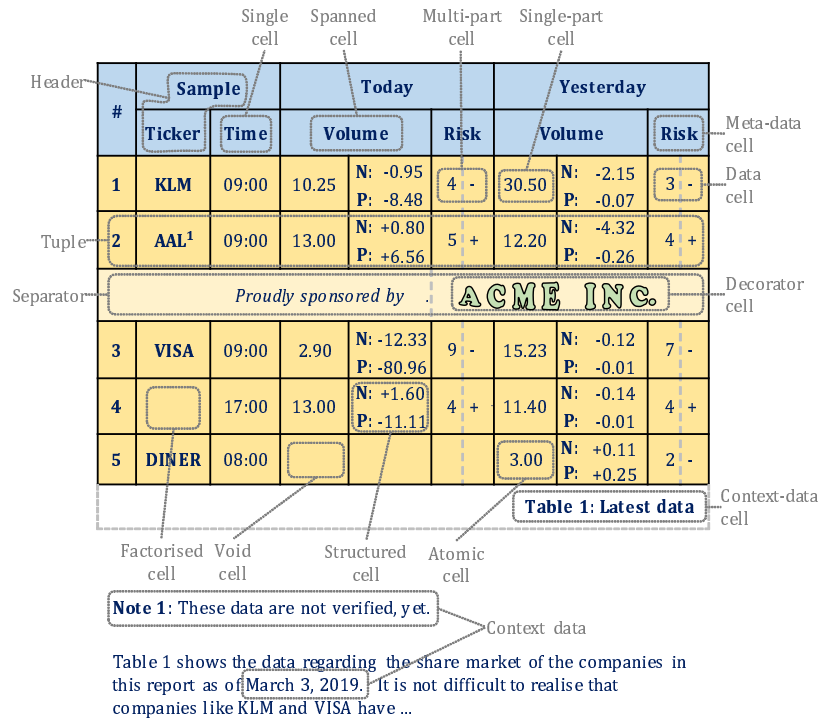 Single Spanned Multi-part Single-part
cell cell cell cell
Header
Sample Today Yesterday
#
Ticker Time Volume Risk Volume Risk
Meta-data
cell
1 KLM 09:00 10.25 N: -0.95 4 - 30.50 N: -2.15 3 -
P: -8.48 P: -0.07
Data
cell
Tuple
2 AAL¹ 09:00 13.00 N: +0.80 5 + 12.20 N: -4.32 4 +
P: +6.56 P: -0.26
Separator
Proudly sponsored by . ACME INC.
Decorator
cell
3 VISA 09:00 2.90 N: -12.33 9 - 15.23 N: -0.12 7 -
P: -80.96 P: -0.01
4 17:00 13.00 N: +1.60 4 + 11.40 N: -0.14 4 +
P: -11.11 P: -0.01
5 DINER 08:00 3.00 N: +0.11 2 -
P: +0.25
Table 1: Latest data
Context-data
cell
Factorised Void Structured Atomic
cell cell cell cell
Note 1: These data are not verified, yet.
Context data
Table 1 shows the data regarding the share market of the companies in
this report as of March 3, 2019. It is not difficult to realise that
companies like KLM and VISA have ...